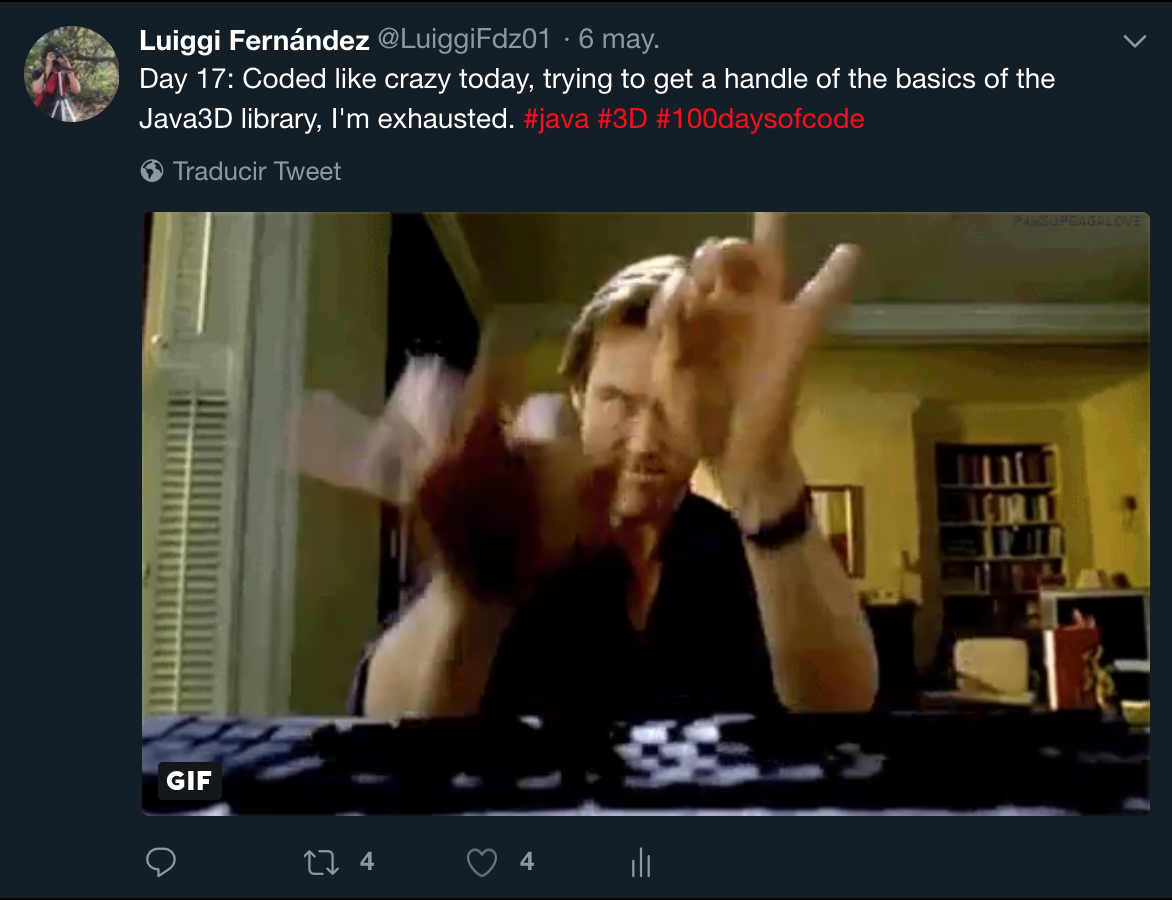 Luiggi Fernández @LuiggiFdz01 · 6 may.
Day 17: Coded like crazy today, trying to get a handle of the basics of the
Java3D library, I'm exhausted. #java #3D #100daysofcode
Traducir Tweet
PAWSUPGAGALOVE
GIF
4 4